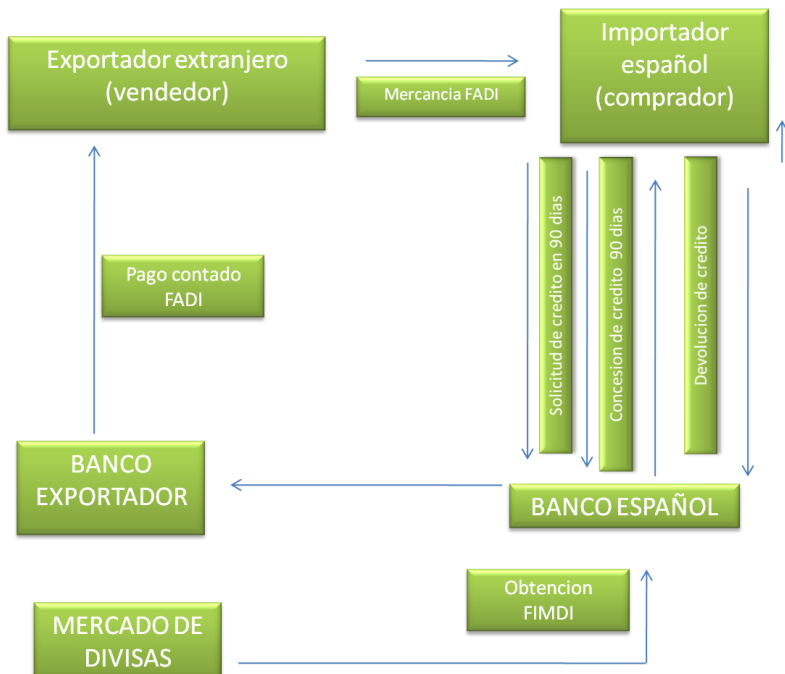 Exportador extranjero
(vendedor)
Mercancia FADI
Importador
español
(comprador)
Solicitud de credito en 90 dias
Concesion de credito 90 dias
Devolucion de credito
Pago contado
FADI
BANCO
EXPORTADOR
BANCO ESPAÑOL
Obtencion
FIMDI
MERCADO DE
DIVISAS